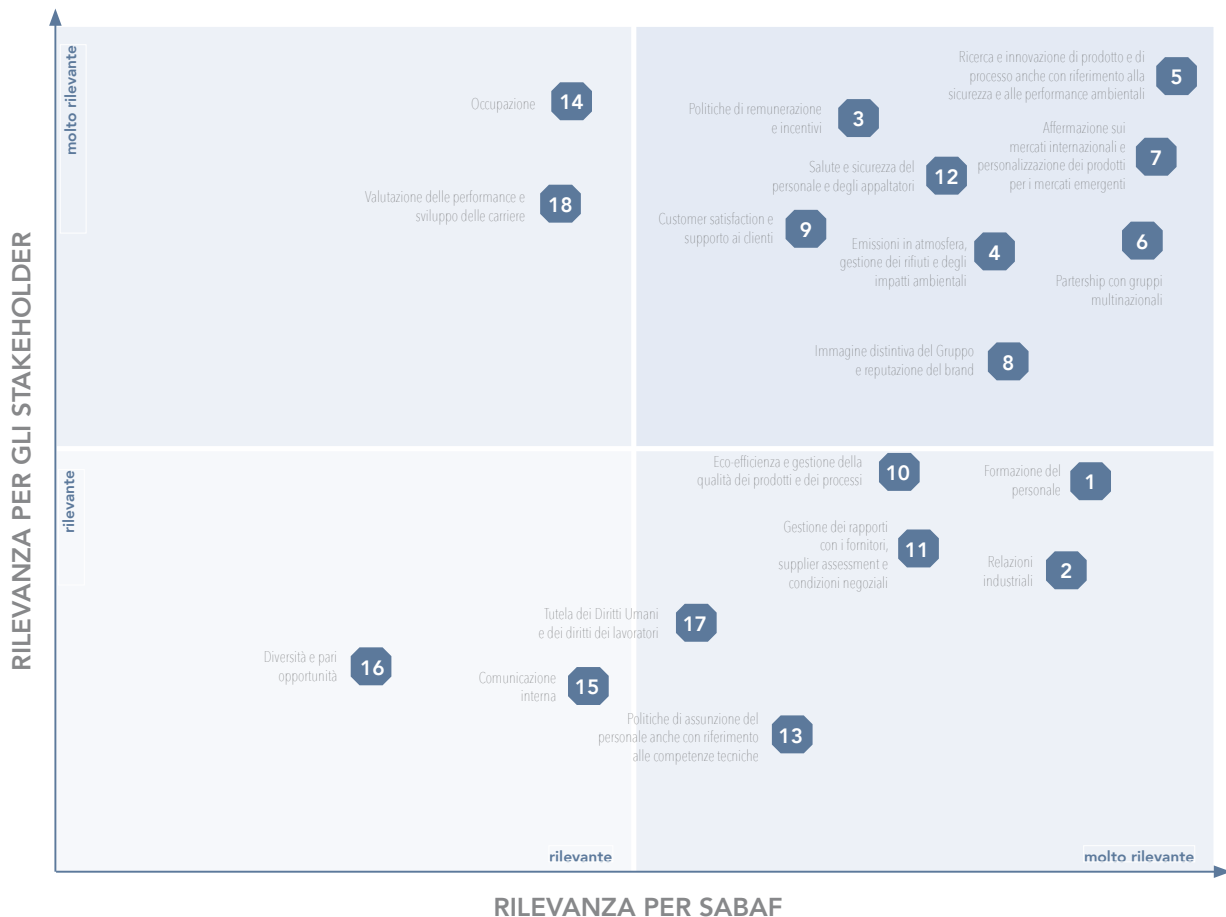 RILEVANZA PER GLI STAKEHOLDER
molto rilevante
rilevante
Occupazione
14
Valutazione delle performance e
sviluppo delle carriere
18
Ricerca e innovazione di prodotto e di
processo anche con riferimento alla
sicurezza e alle performance ambientali
5
Politiche di remunerazione
e incentivi
3
Affermazione sui
mercati internazionali e
personalizzazione dei prodotti
per i mercati emergenti
7
Salute e sicurezza del
personale e degli appaltatori
12
Customer satisfaction e
supporto ai clienti
9
Emissioni in atmosfera,
gestione dei rifiuti e degli
impatti ambientali
4
6
Partership con gruppi
multinazionali
Immagine distintiva del Gruppo
e reputazione del brand
8
Eco-efficienza e gestione della
qualità dei prodotti e dei processi
10
Formazione del
personale
1
Gestione dei rapporti
con i fornitori,
supplier assessment e
condizioni negoziali
11
Relazioni
industriali
2
Tutela dei Diritti Umani
e dei diritti dei lavoratori
17
Diversità e pari
opportunità
16
Comunicazione
interna
15
Politiche di assunzione del
personale anche con riferimento
alle competenze tecniche
13
rilevante
molto rilevante
RILEVANZA PER SABAF